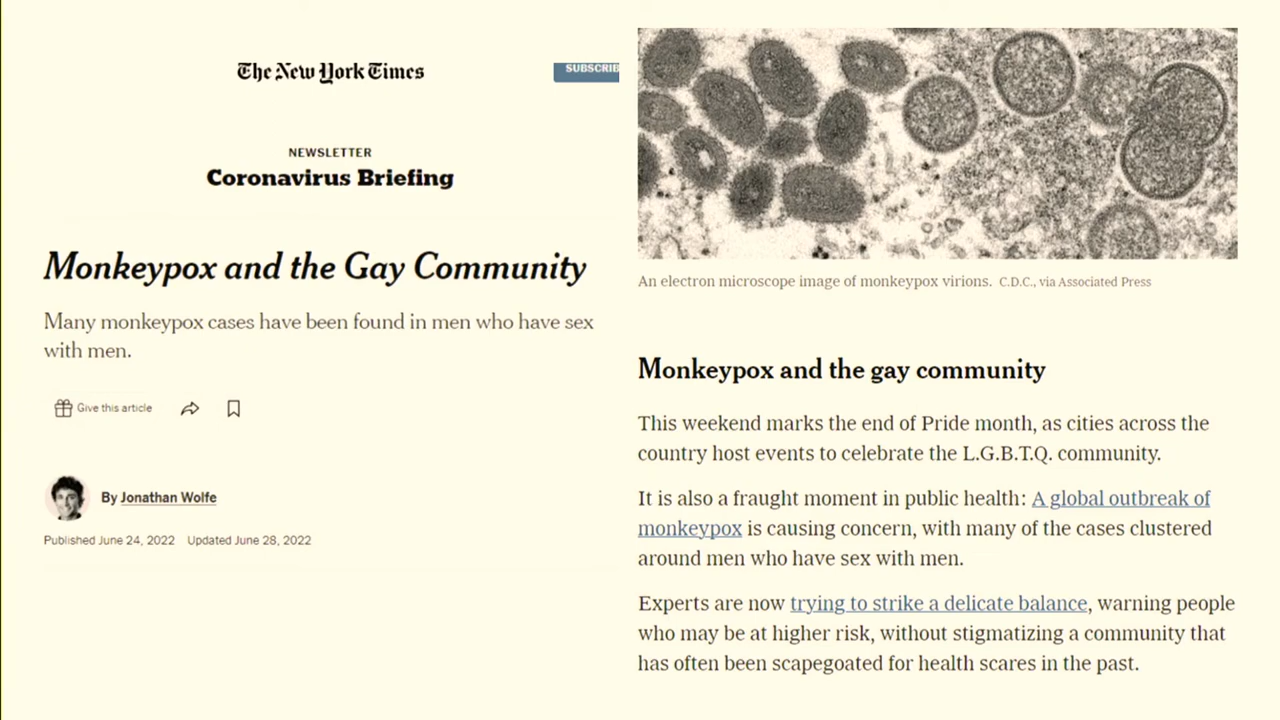 The New York Times
SUBSCRIB
NEWSLETTER
Coronavirus Briefing
Monkeypox and the Gay Community
Many monkeypox cases have been found in men who have sex
with men.
Give this article
By Jonathan Wolfe
Published June 24, 2022 Updated June 28, 2022
An electron microscope image of monkeypox virions. C.D.C., via Associated Press
Monkeypox and the gay community
This weekend marks the end of Pride month, as cities across the
country host events to celebrate the L.G.B.T.Q. community.
It is also a fraught moment in public health: A global outbreak of
monkeypox is causing concern, with many of the cases clustered
around men who have sex with men.
Experts are now trying to strike a delicate balance, warning people
who may be at higher risk, without stigmatizing a community that
has often been scapegoated for health scares in the past.